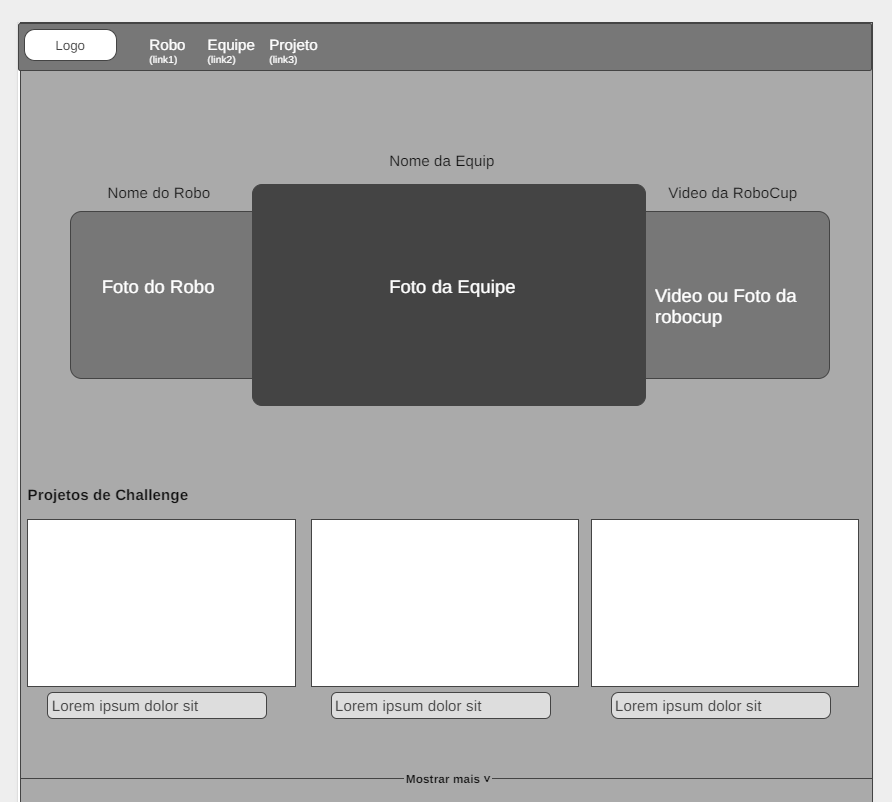 Logo
Robo
(link1)
Equipe
(link2)
Projeto
(link3)
Nome da Equip
Nome do Robo
Video da RoboCup
Foto do Robo
Foto da Equipe
Video ou Foto da
robocup
Projetos de Challenge
Lorem ipsum dolor sit
Lorem ipsum dolor sit
Lorem ipsum dolor sit
Mostrar mais v